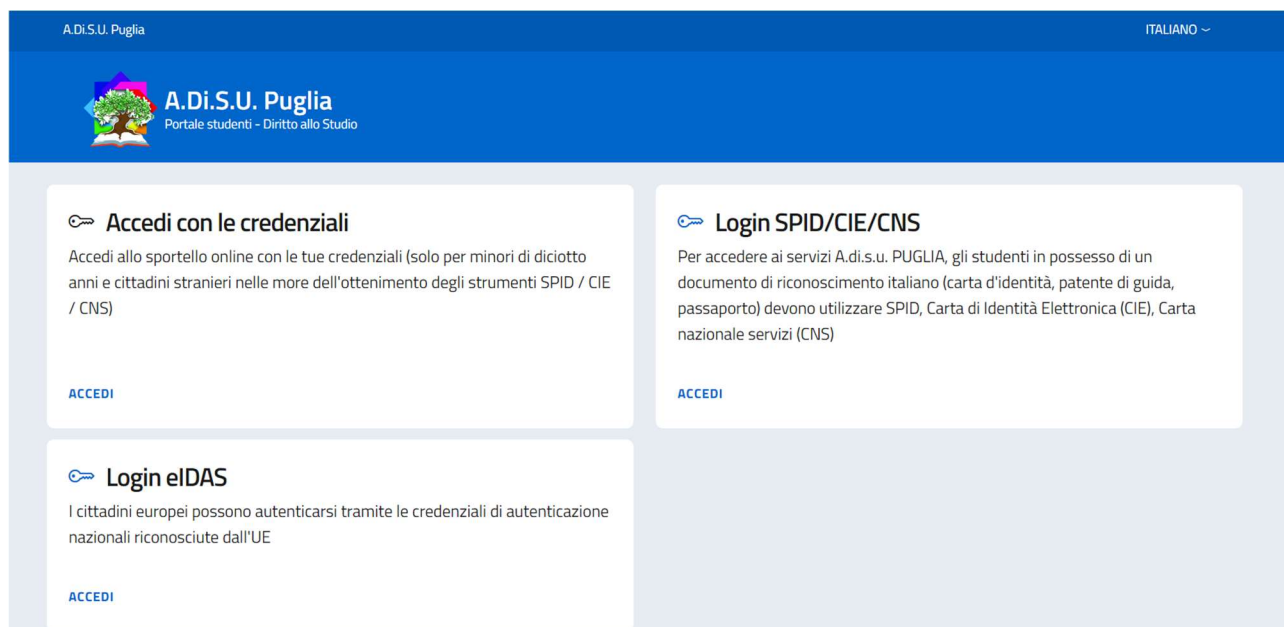 A.Di.S.U. Puglia
ITALIANO
A.Di.S.U. Puglia
Portale studenti - Diritto allo Studio
Accedi con le credenziali
Accedi allo sportello online con le tue credenziali (solo per minori di diciotto
anni e cittadini stranieri nelle more dell'ottenimento degli strumenti SPID / CIE
/ CNS)
ACCEDI
Login SPID/CIE/CNS
Per accedere ai servizi A.di.s.u. PUGLIA, gli studenti in possesso di un
documento di riconoscimento italiano (carta d'identità, patente di guida,
passaporto) devono utilizzare SPID, Carta di Identità Elettronica (CIE), Carta
nazionale servizi (CNS)
ACCEDI
Login eIDAS
I cittadini europei possono autenticarsi tramite le credenziali di autenticazione
nazionali riconosciute dall'UE
ACCEDI